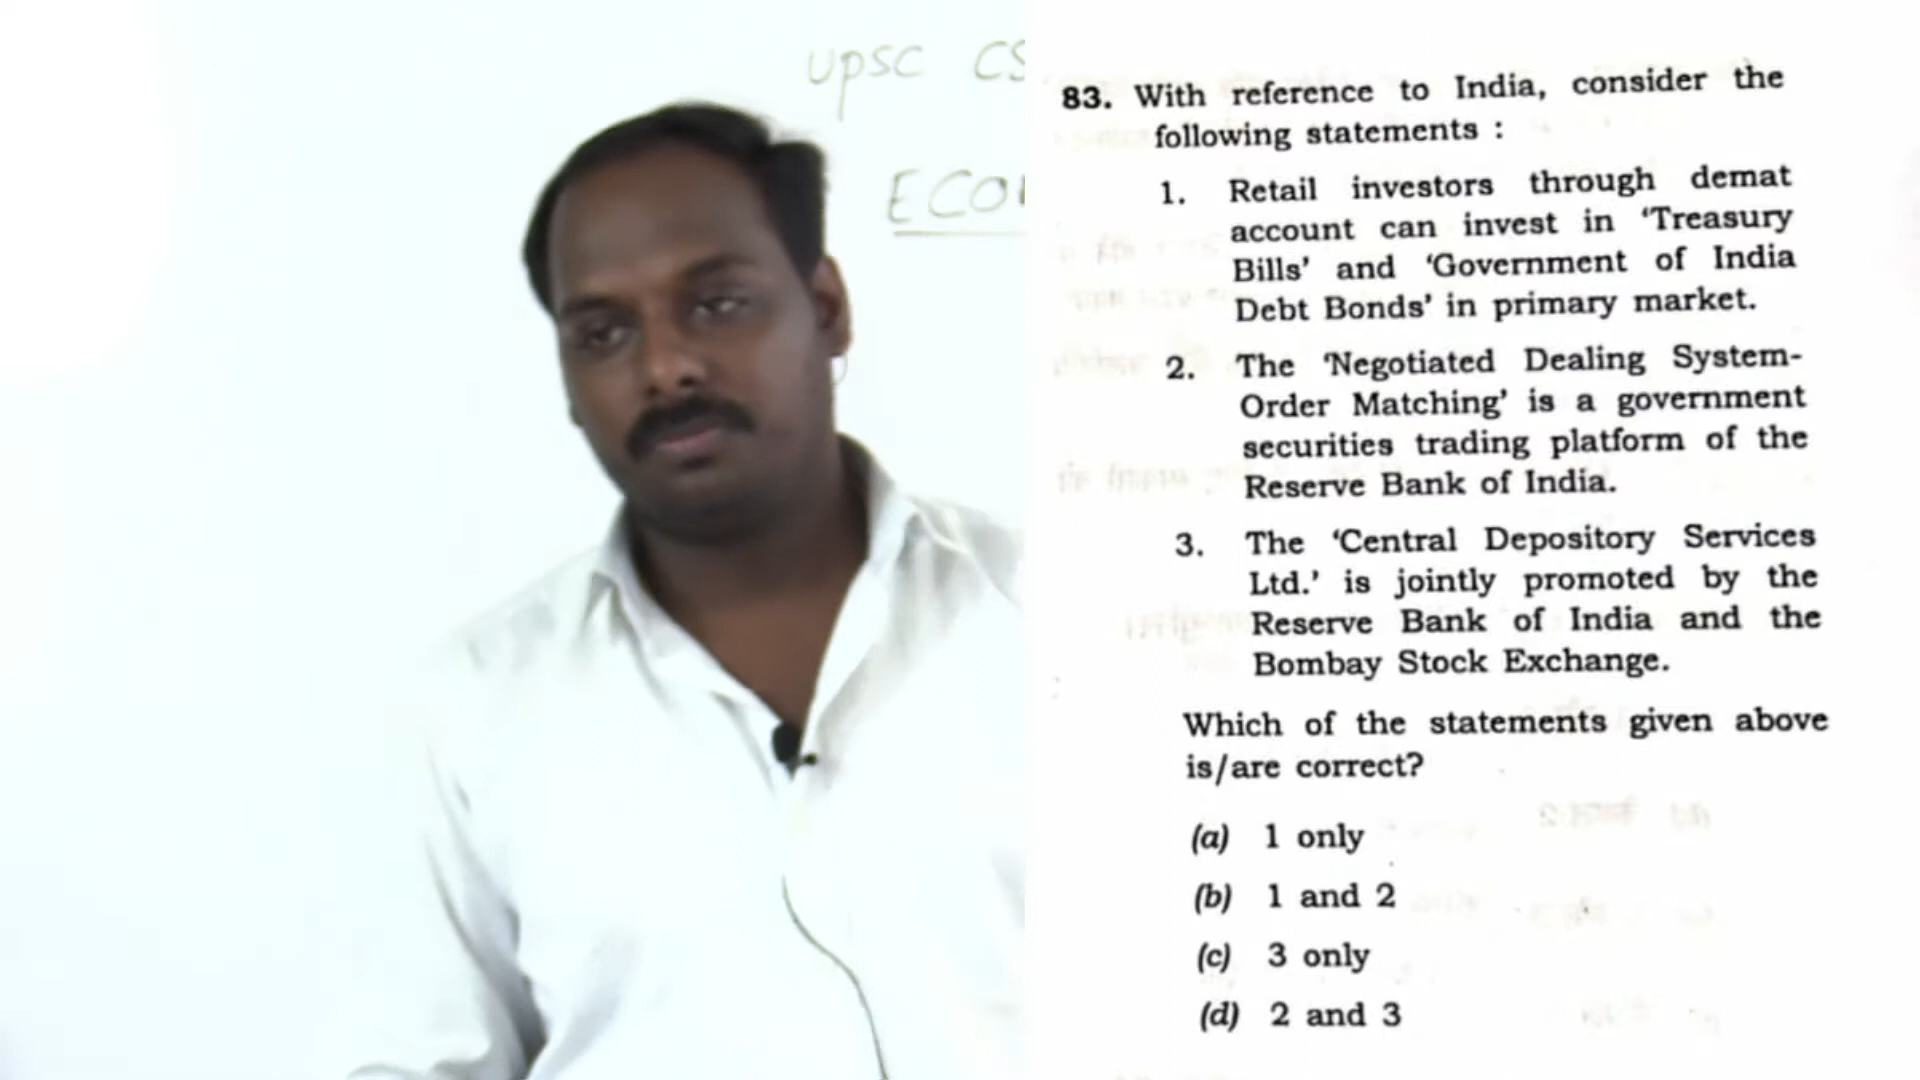 upsc CS
ECO
83. With reference to India, consider the
following statements :
1. Retail investors through demat
account can invest in ‘Treasury
Bills’ and ‘Government of India
Debt Bonds’ in primary market.
2. The ‘Negotiated Dealing System-
Order Matching’ is a government
securities trading platform of the
Reserve Bank of India.
3. The ‘Central Depository Services
Ltd.’ is jointly promoted by the
Reserve Bank of India and the
Bombay Stock Exchange.
Which of the statements given above
is/are correct?
(a) 1 only
(b) 1 and 2
(c) 3 only
(d) 2 and 3